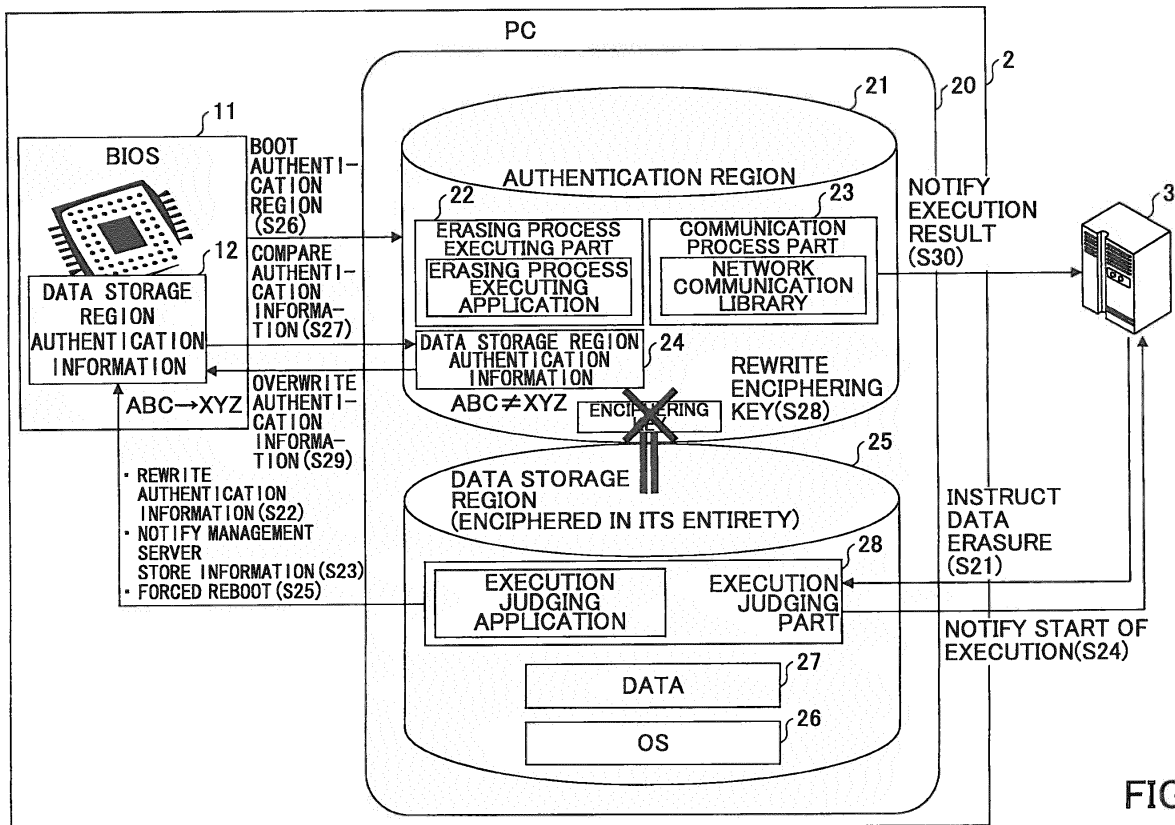 PC
2
20
21
11
BIOS
BOOT
AUTHENTI-
CATION
REGION
(S26)
12
COMPARE
AUTHENTI-
CATION
INFORMA-
TION(S27)
DATA STORAGE
REGION
AUTHENTICATION
INFORMATION
ABC→XYZ
OVERWRITE
AUTHENTI-
CATION
INFORMA-
TION(S29)
AUTHENTICATION REGION
22
ERASING PROCESS
EXECUTING PART
ERASING PROCESS
EXECUTING
APPLICATION
23
COMMUNICATION
PROCESS PART
NETWORK
COMMUNICATION
LIBRARY
NOTIFY
EXECUTION
RESULT
(S30)
3
DATA STORAGE REGION
AUTHENTICATION
INFORMATION
24
ABC≠XYZ
REWRITE
ENCIPHERING
KEY(S28)
ENCIPHERING
・ REWRITE
AUTHENTICATION
INFORMATION(S22)
・ NOTIFY MANAGEMENT
SERVER
STORE INFORMATION(S23)
・ FORCED REBOOT(S25)
25
DATA STORAGE
REGION
(ENCIPHERED IN ITS ENTIRETY)
28
EXECUTION
JUDGING
APPLICATION
EXECUTION
JUDGING
PART
INSTRUCT
DATA
ERASURE
(S21)
NOTIFY START OF
EXECUTION(S24)
27
DATA
26
OS
FIG